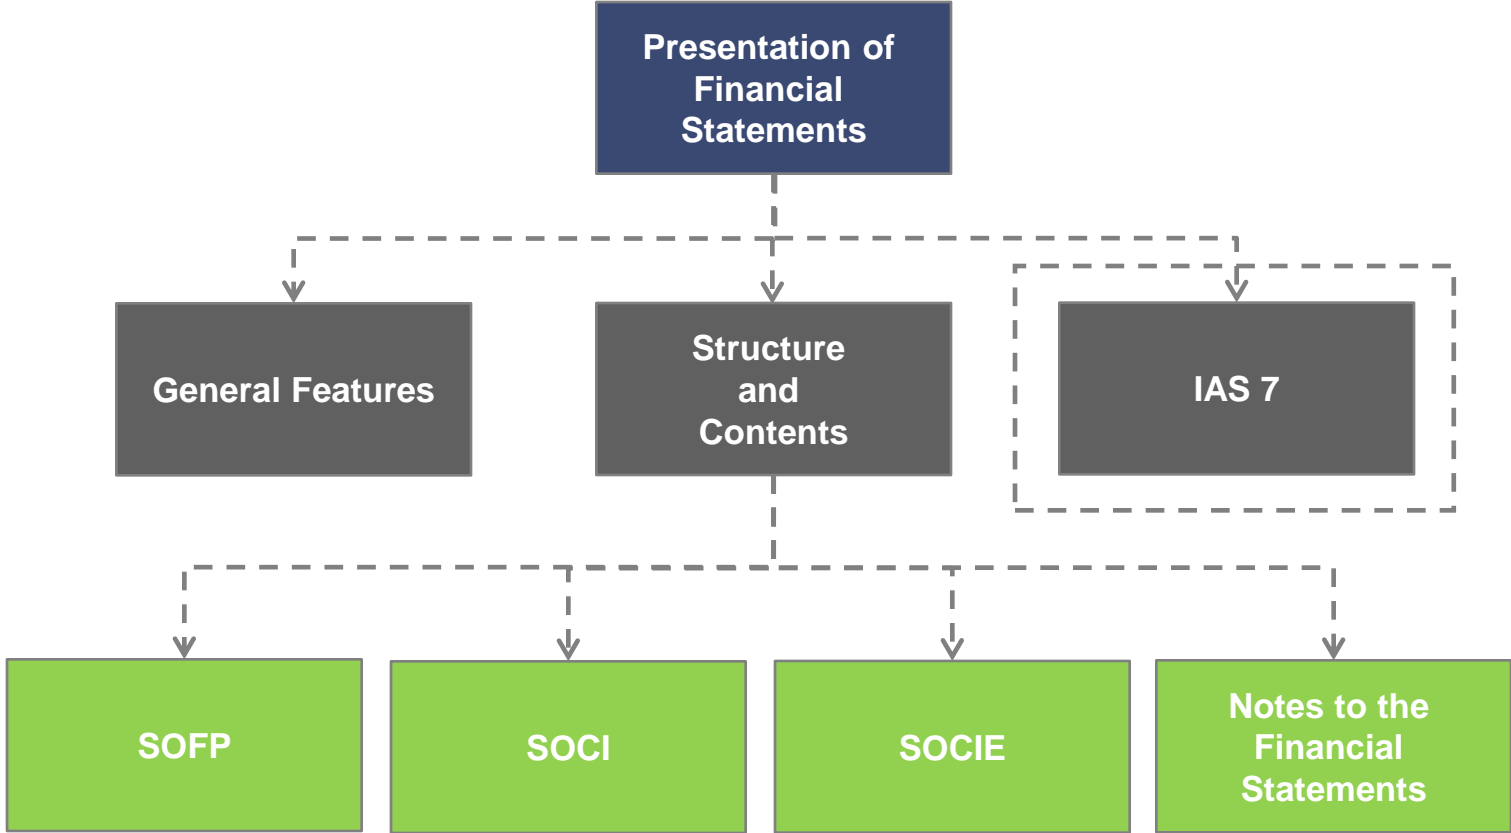 Presentation of
Financial
Statements
General Features
Structure
and
Contents
IAS 7
SOFP
SOCI
SOCIE
Notes to the
Financial
Statements